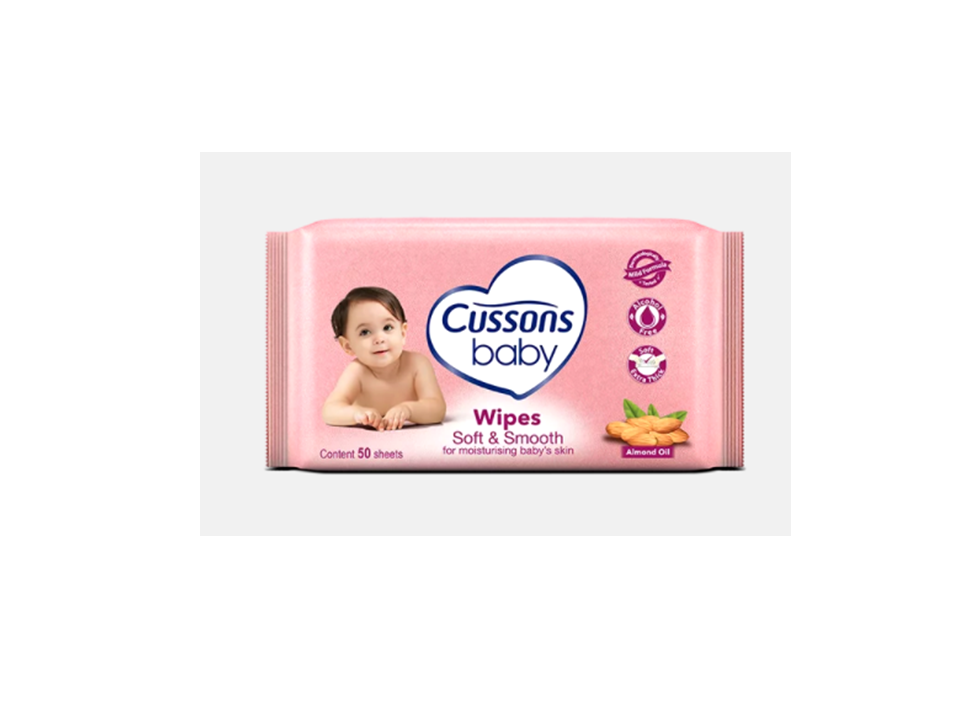 Cussons
baby
Wipes
Soft & Smooth
for moisturising baby's skin
Content 50 sheets
Mild Formula
Tested
Alcohol
Free
Soft
Extra Thick
Almond Oil